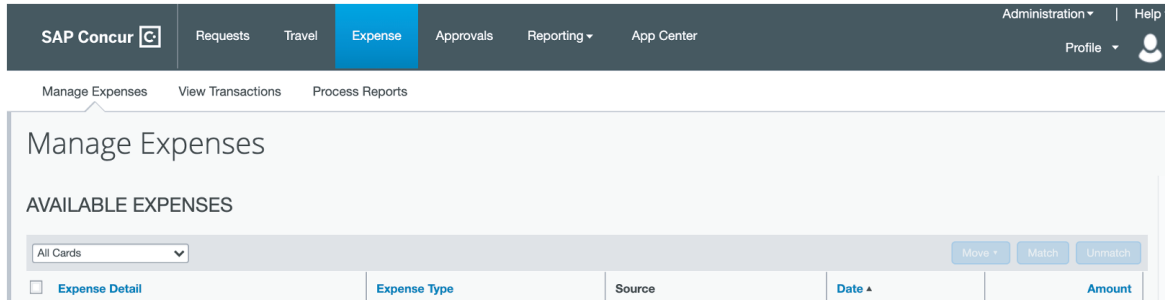 Administration | Help
SAP Concur C Requests Travel Expense Approvals Reporting App Center
Profile
Manage Expenses View Transactions Process Reports
Manage Expenses
AVAILABLE EXPENSES
All Cards Move Match Unmatch
Expense Detail Expense Type Source Date Amount